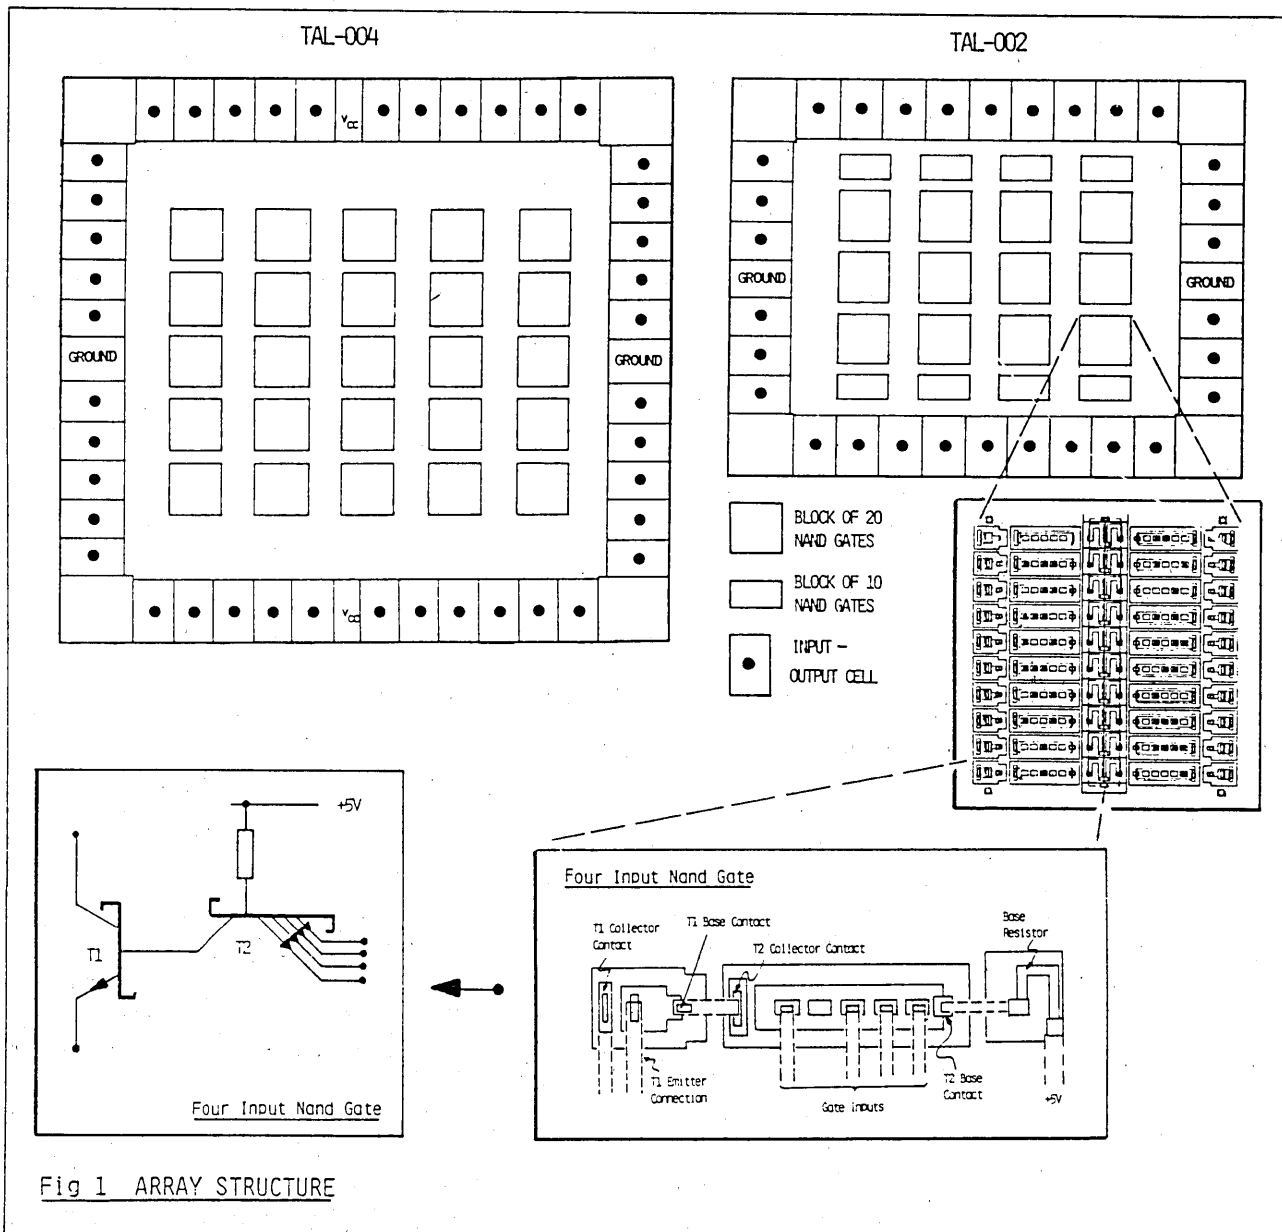 TAL-004
TAL-002
VCC
GROUND
GROUND
GROUND
GROUND
VCC
BLOCK OF 20
NAND GATES
BLOCK OF 10
NAND GATES
INPUT -
OUTPUT CELL
+5V
T1
T2
Four Input Nand Gate
Four Input Nand Gate
T1 Collector
Contact
T1 Base Contact
T2 Collector Contact
Base
Resistor
T1 Emitter
Connection
Gate Inputs
T2 Base
Contact
+5V
Fig 1 ARRAY STRUCTURE